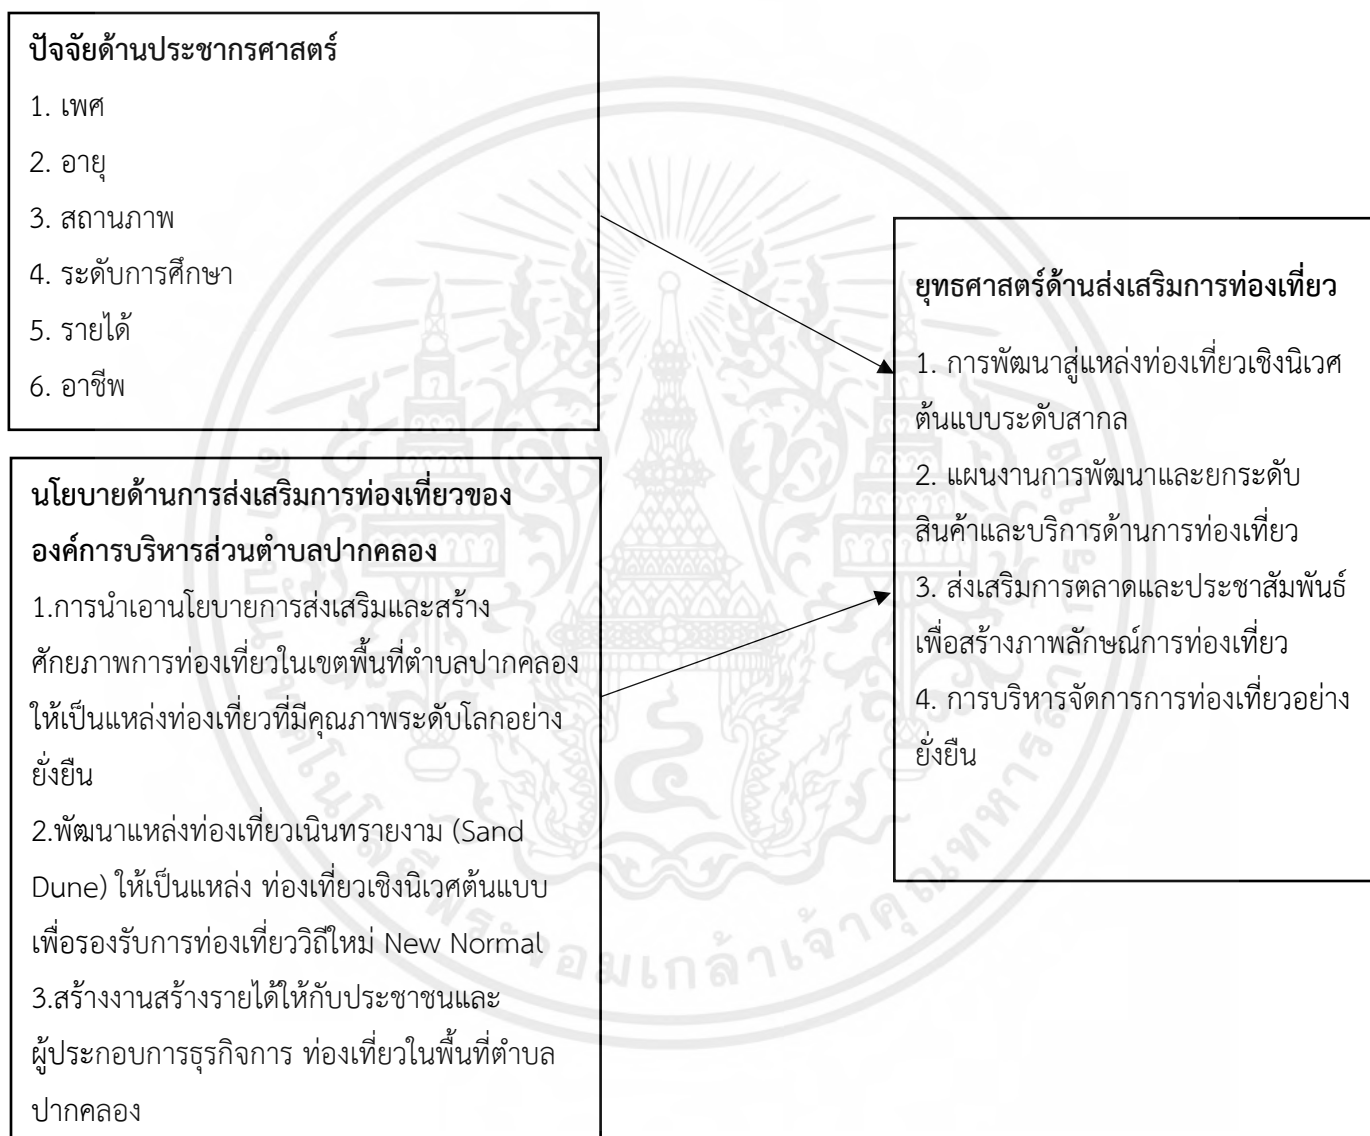 ปัจจัยด้านประชากรศาสตร์
1. เพศ
2. อายุ
3. สถานภาพ
4. ระดับการศึกษา
5. รายได้
6. อาชีพ
นโยบายด้านการส่งเสริมการท่องเที่ยวของ
องค์การบริหารส่วนตำบลปากคลอง
1.การนำเอานโยบายการส่งเสริมและสร้าง
ศักยภาพการท่องเที่ยวในเขตพื้นที่ตำบลปากคลอง
ให้เป็นแหล่งท่องเที่ยวที่มีคุณภาพระดับโลกอย่าง
ยั่งยืน
2.พัฒนาแหล่งท่องเที่ยวเนินทรายงาม (Sand
Dune) ให้เป็นแหล่ง ท่องเที่ยวเชิงนิเวศต้นแบบ
เพื่อรองรับการท่องเที่ยววิถีใหม่ New Normal
3.สร้างงานสร้างรายได้ให้กับประชาชนและ
ผู้ประกอบการธุรกิจการ ท่องเที่ยวในพื้นที่ตำบล
ปากคลอง
ยุทธศาสตร์ด้านส่งเสริมการท่องเที่ยว
1. การพัฒนาสู่แหล่งท่องเที่ยวเชิงนิเวศ
ต้นแบบระดับสากล
2. แผนงานการพัฒนาและยกระดับ
สินค้าและบริการด้านการท่องเที่ยว
3. ส่งเสริมการตลาดและประชาสัมพันธ์
เพื่อสร้างภาพลักษณ์การท่องเที่ยว
4. การบริหารจัดการการท่องเที่ยวอย่าง
ยั่งยืน